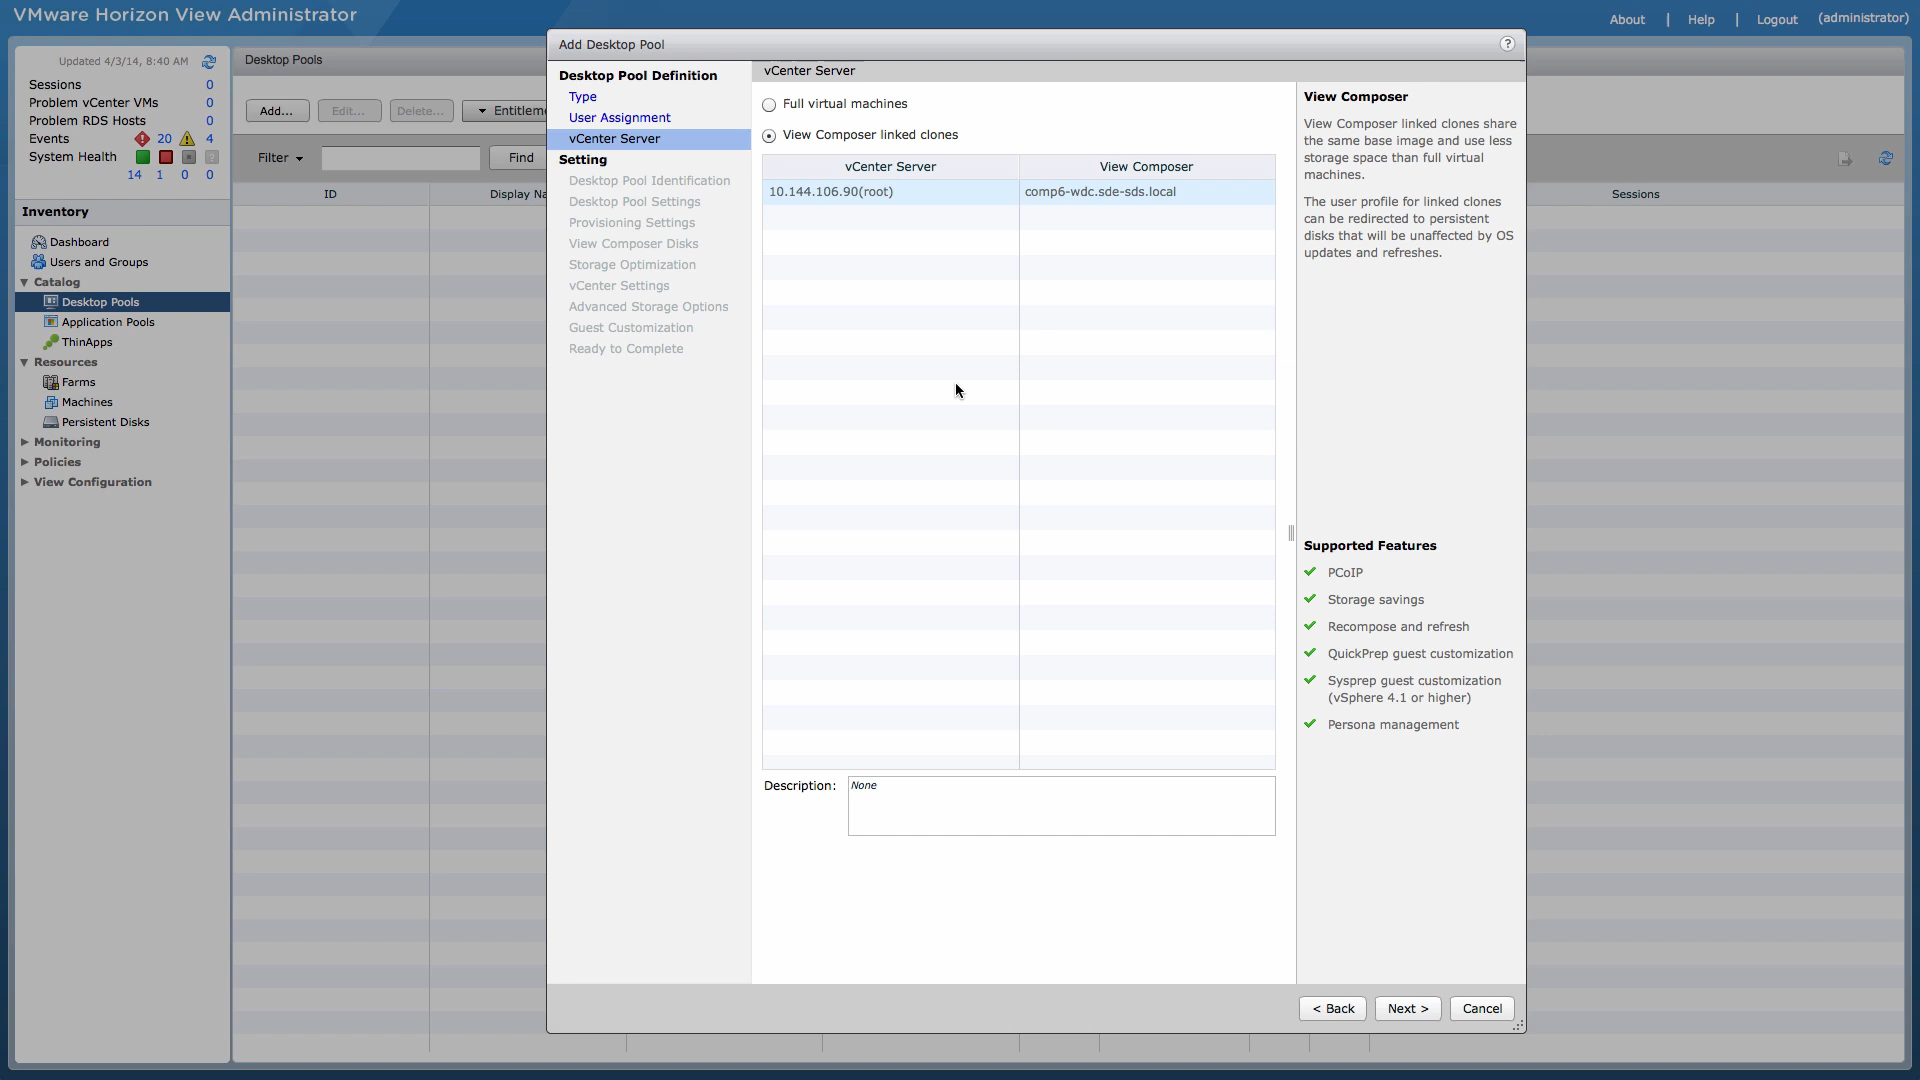 VMware Horizon View Administrator
About | Help | Logout (administrator)
Updated 4/3/14, 8:40 AM
Sessions 0
Problem vCenter VMs 0
Problem RDS Hosts 0
Events 20 4
System Health
14 1 0 0
Inventory
Dashboard
Users and Groups
Catalog
Desktop Pools
Application Pools
ThinApps
Resources
Farms
Machines
Persistent Disks
Monitoring
Policies
View Configuration
Desktop Pools
Add...
Edit...
Delete...
Filter
Find
ID
Sessions
Add Desktop Pool
?
Desktop Pool Definition
Type
User Assignment
vCenter Server
Setting
Desktop Pool Identification
Desktop Pool Settings
Provisioning Settings
View Composer Disks
Storage Optimization
vCenter Settings
Advanced Storage Options
Guest Customization
Ready to Complete
vCenter Server
Full virtual machines
View Composer linked clones
vCenter Server View Composer
10.144.106.90(root) comp6-wdc.sde-sds.local
Description: None
View Composer
View Composer linked clones share
the same base image and use less
storage space than full virtual
machines.
The user profile for linked clones
can be redirected to persistent
disks that will be unaffected by OS
updates and refreshes.
Supported Features
PCoIP
Storage savings
Recompose and refresh
QuickPrep guest customization
Sysprep guest customization
(vSphere 4.1 or higher)
Persona management
< Back
Next >
Cancel